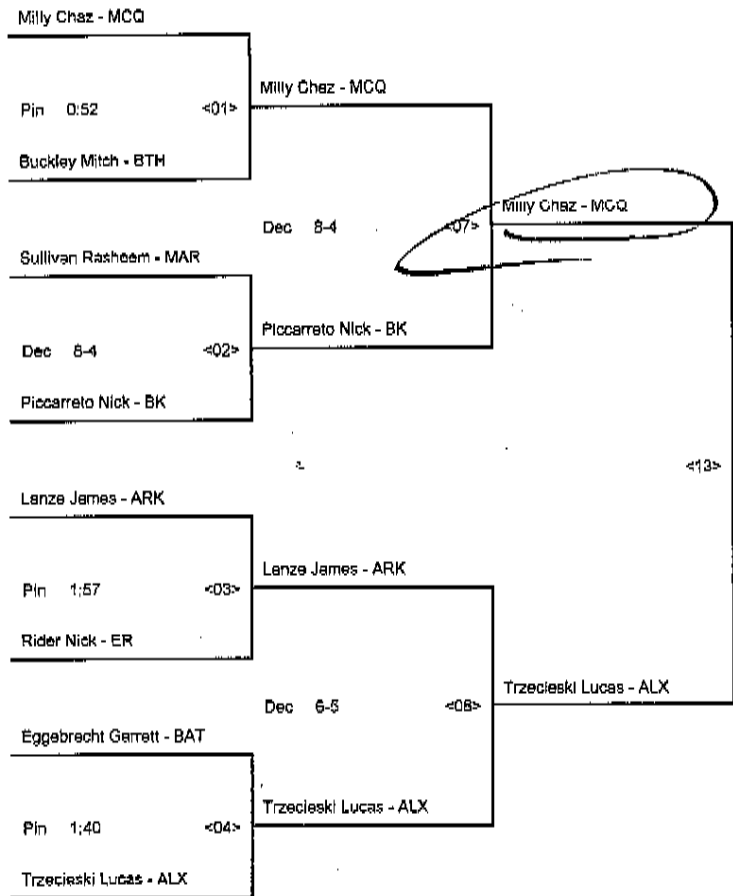 Milly Chaz - MCQ
Pin 0:52 <01>
Buckley Mitch - BTH
Milly Chaz - MCQ
Sullivan Rasheem - MAR
Dec 8-4 <02>
Piccarreto Nick - BK
Dec 8-4 <07>
Piccarreto Nick - BK
Milly Chaz - MCQ
Lanze James - ARK
Pin 1:57 <03>
Rider Nick - ER
Lanze James - ARK
Eggebrecht Garrett - BAT
Pin 1:40 <04>
Trzecieski Lucas - ALX
Dec 6-5 <08>
Trzecieski Lucas - ALX
Trzecieski Lucas - ALX
<13>